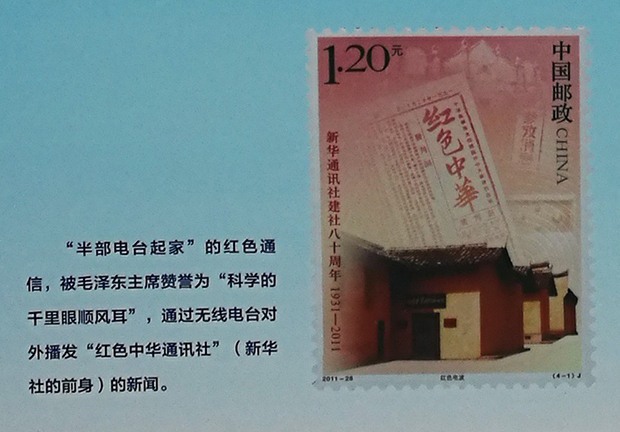 “半部电台起家”的红色通
信，被毛泽东主席赞誉为“科学的
千里眼顺风耳”，通过无线电台对
外播发“红色中华通讯社”（新华
社的前身）的新闻。
1.20元
中国邮政 CHINA
红色中华
新华通讯社建社八十周年 1931—2011
2011-28
红色电波
(4-1)J